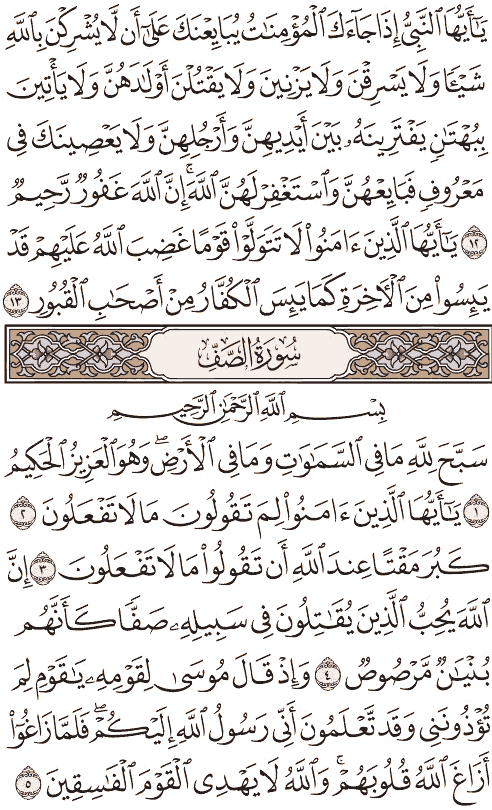 يَٰٓأَيُّهَا ٱلنَّبِيُّ إِذَا جَآءَكَ ٱلْمُؤْمِنَٰتُ يُبَايِعْنَكَ عَلَىٰٓ أَن لَّا يُشْرِكْنَ بِٱللَّهِ
شَيْـًٔا وَلَا يَسْرِقْنَ وَلَا يَزْنِينَ وَلَا يَقْتُلْنَ أَوْلَٰدَهُنَّ وَلَا يَأْتِينَ
بِبُهْتَٰنٍ يَفْتَرِينَهُۥ بَيْنَ أَيْدِيهِنَّ وَأَرْجُلِهِنَّ وَلَا يَعْصِينَكَ فِى
مَعْرُوفٍ فَبَايِعْهُنَّ وَٱسْتَغْفِرْ لَهُنَّ ٱللَّهَ ۖ إِنَّ ٱللَّهَ غَفُورٌ رَّحِيمٌ
١٢ يَٰٓأَيُّهَا ٱلَّذِينَ ءَامَنُوا۟ لَا تَتَوَلَّوْا۟ قَوْمًا غَضِبَ ٱللَّهُ عَلَيْهِمْ قَدْ
يَئِسُوا۟ مِنَ ٱلْءَاخِرَةِ كَمَا يَئِسَ ٱلْكُفَّارُ مِنْ أَصْحَٰبِ ٱلْقُبُورِ ١٣
سُورَةُ الصَّفِّ
بِسْمِ ٱللَّهِ ٱلرَّحْمَٰنِ ٱلرَّحِيمِ
سَبَّحَ لِلَّهِ مَا فِى ٱلسَّمَٰوَٰتِ وَمَا فِى ٱلْأَرْضِ ۖ وَهُوَ ٱلْعَزِيزُ ٱلْحَكِيمُ
١ يَٰٓأَيُّهَا ٱلَّذِينَ ءَامَنُوا۟ لِمَ تَقُولُونَ مَا لَا تَفْعَلُونَ ٢
كَبُرَ مَقْتًا عِندَ ٱللَّهِ أَن تَقُولُوا۟ مَا لَا تَفْعَلُونَ ٣ إِنَّ
ٱللَّهَ يُحِبُّ ٱلَّذِينَ يُقَٰتِلُونَ فِى سَبِيلِهِۦ صَفًّا كَأَنَّهُم
بُنْيَٰنٌ مَّرْصُوصٌ ٤ وَإِذْ قَالَ مُوسَىٰ لِقَوْمِهِۦ يَٰقَوْمِ لِمَ
تُؤْذُونَنِى وَقَد تَّعْلَمُونَ أَنِّى رَسُولُ ٱللَّهِ إِلَيْكُمْ ۖ فَلَمَّا زَاغُوٓا۟
أَزَاغَ ٱللَّهُ قُلُوبَهُمْ ۚ وَٱللَّهُ لَا يَهْدِى ٱلْقَوْمَ ٱلْفَٰسِقِينَ ٥